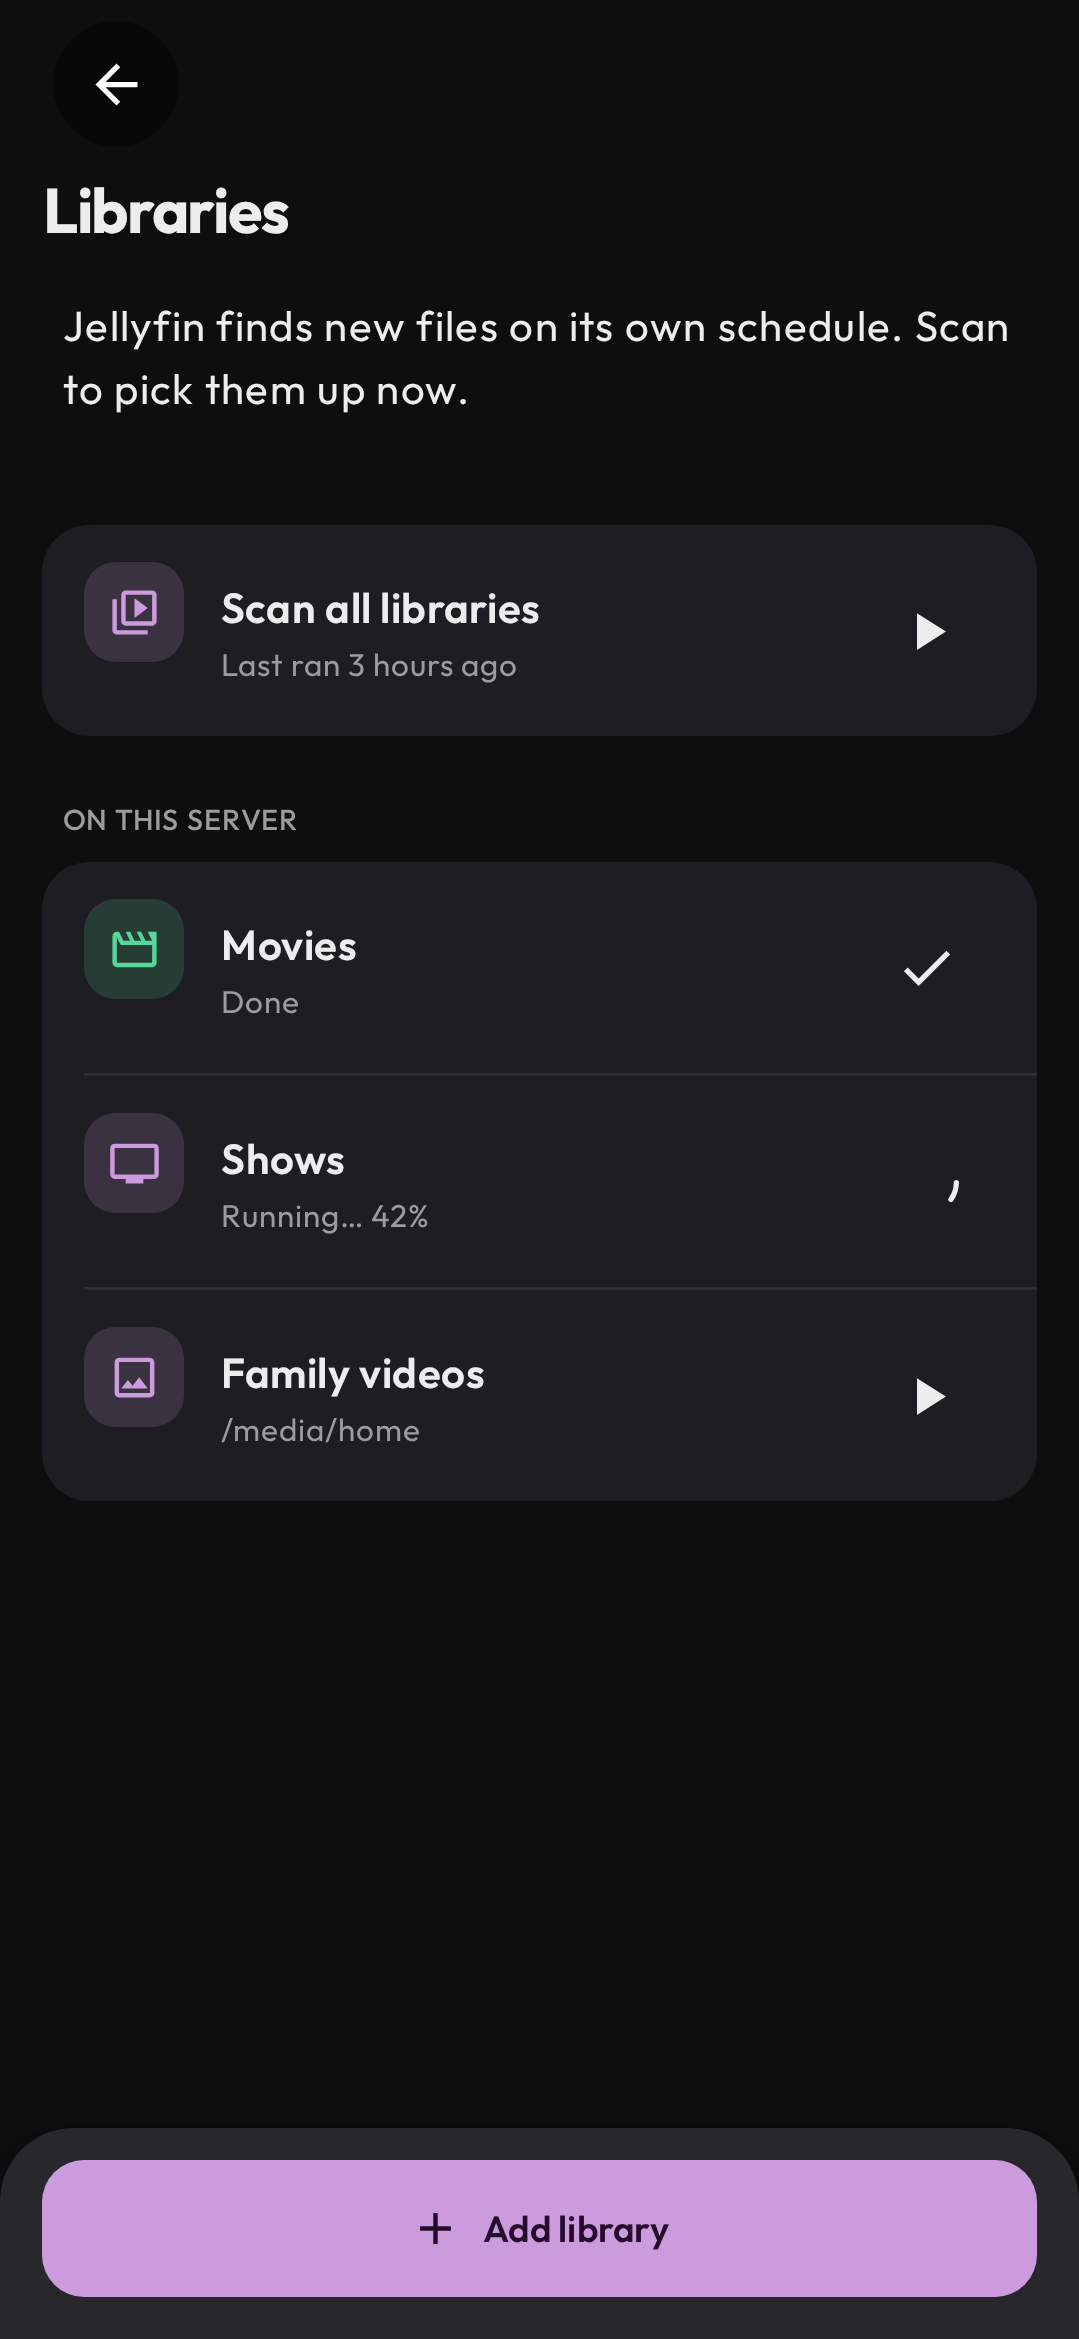 Libraries
Jellyfin finds new files on its own schedule. Scan
to pick them up now.
Scan all libraries
Last ran 3 hours ago
ON THIS SERVER
Movies
Done
Shows
Running... 42%
Family videos
/media/home
Add library